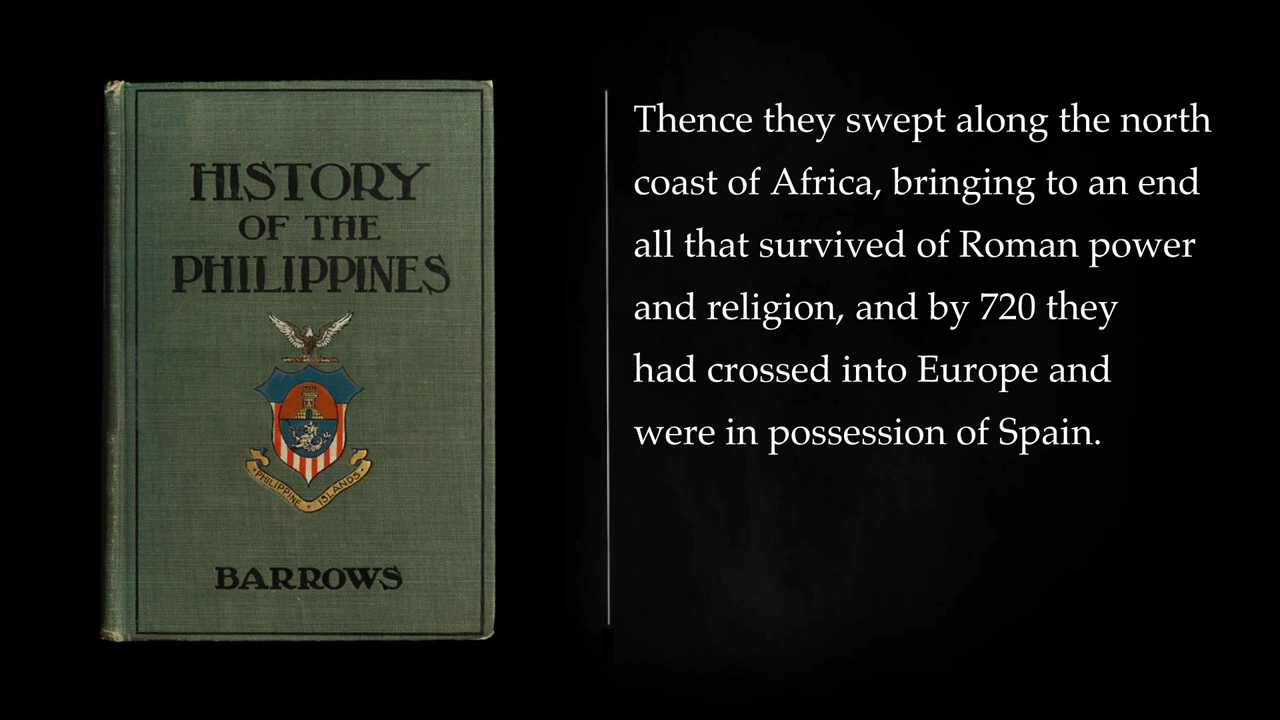 HISTORY
OF THE
PHILIPPINES
PHILIPPINE ISLANDS
BARROWS
Thence they swept along the north
coast of Africa, bringing to an end
all that survived of Roman power
and religion, and by 720 they
had crossed into Europe and
were in possession of Spain.